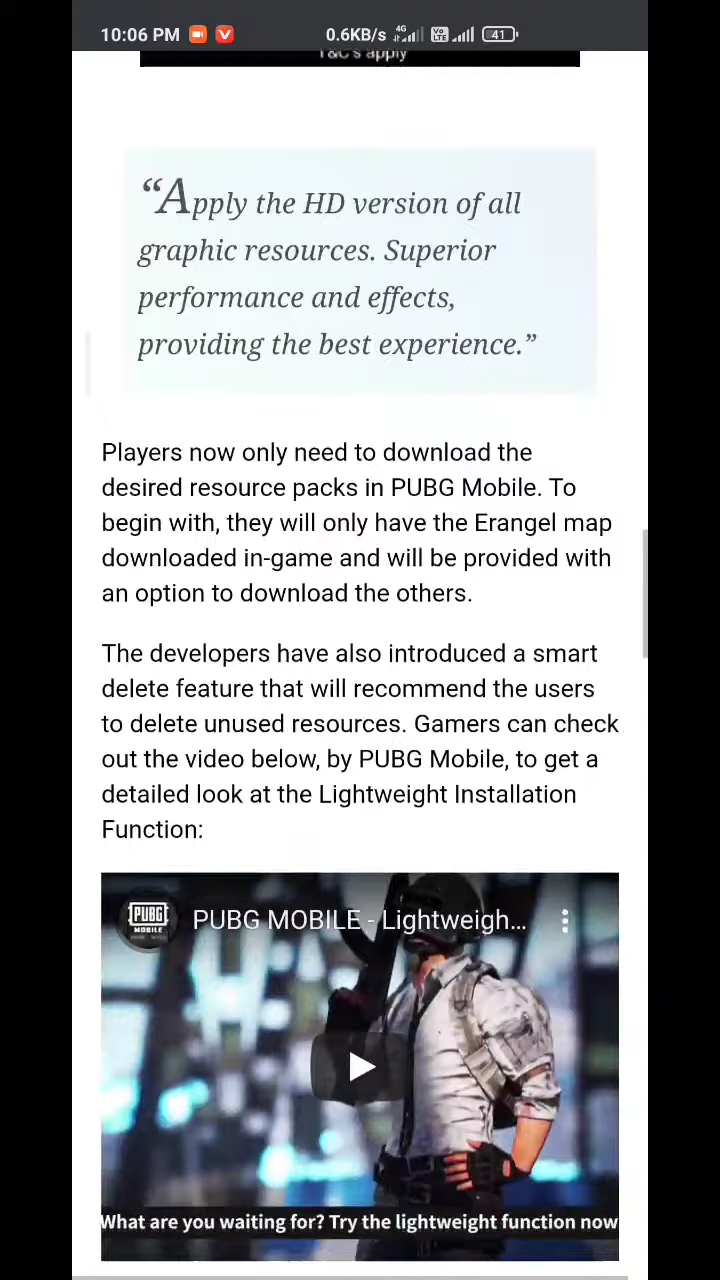 10:06 PM 0.6KB/s 4G Vo LTE 41
T&C's apply
“Apply the HD version of all
graphic resources. Superior
performance and effects,
providing the best experience.”
Players now only need to download the
desired resource packs in PUBG Mobile. To
begin with, they will only have the Erangel map
downloaded in-game and will be provided with
an option to download the others.
The developers have also introduced a smart
delete feature that will recommend the users
to delete unused resources. Gamers can check
out the video below, by PUBG Mobile, to get a
detailed look at the Lightweight Installation
Function:
PUBG
MOBILE
PUBG MOBILE - Lightweigh...
What are you waiting for? Try the lightweight function now